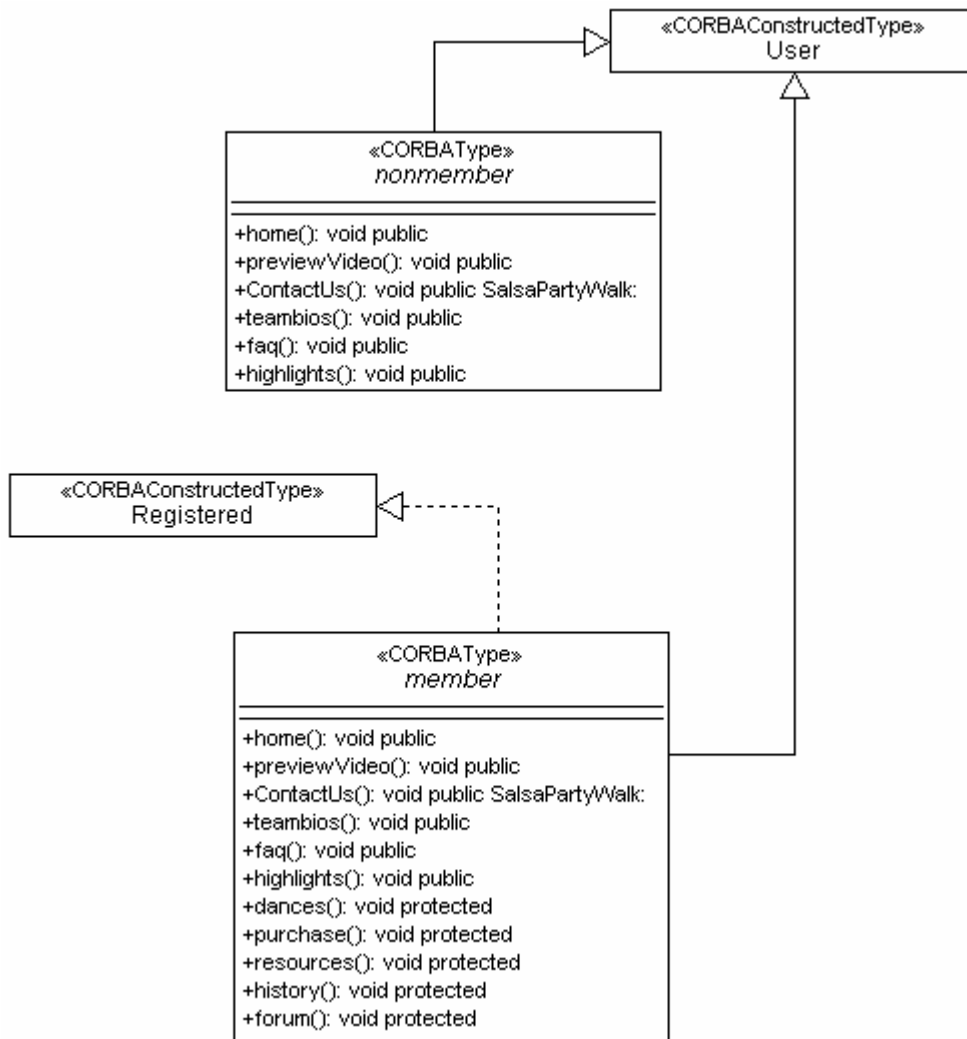 «CORBAConstructedType»
User
«CORBAType»
nonmember
+home(): void public
+previewVideo(): void public
+ContactUs(): void public SalsaPartyWalk:
+teambios(): void public
+faq(): void public
+highlights(): void public
«CORBAConstructedType»
Registered
«CORBAType»
member
+home(): void public
+previewVideo(): void public
+ContactUs(): void public SalsaPartyWalk:
+teambios(): void public
+faq(): void public
+highlights(): void public
+dances(): void protected
+purchase(): void protected
+resources(): void protected
+history(): void protected
+forum(): void protected